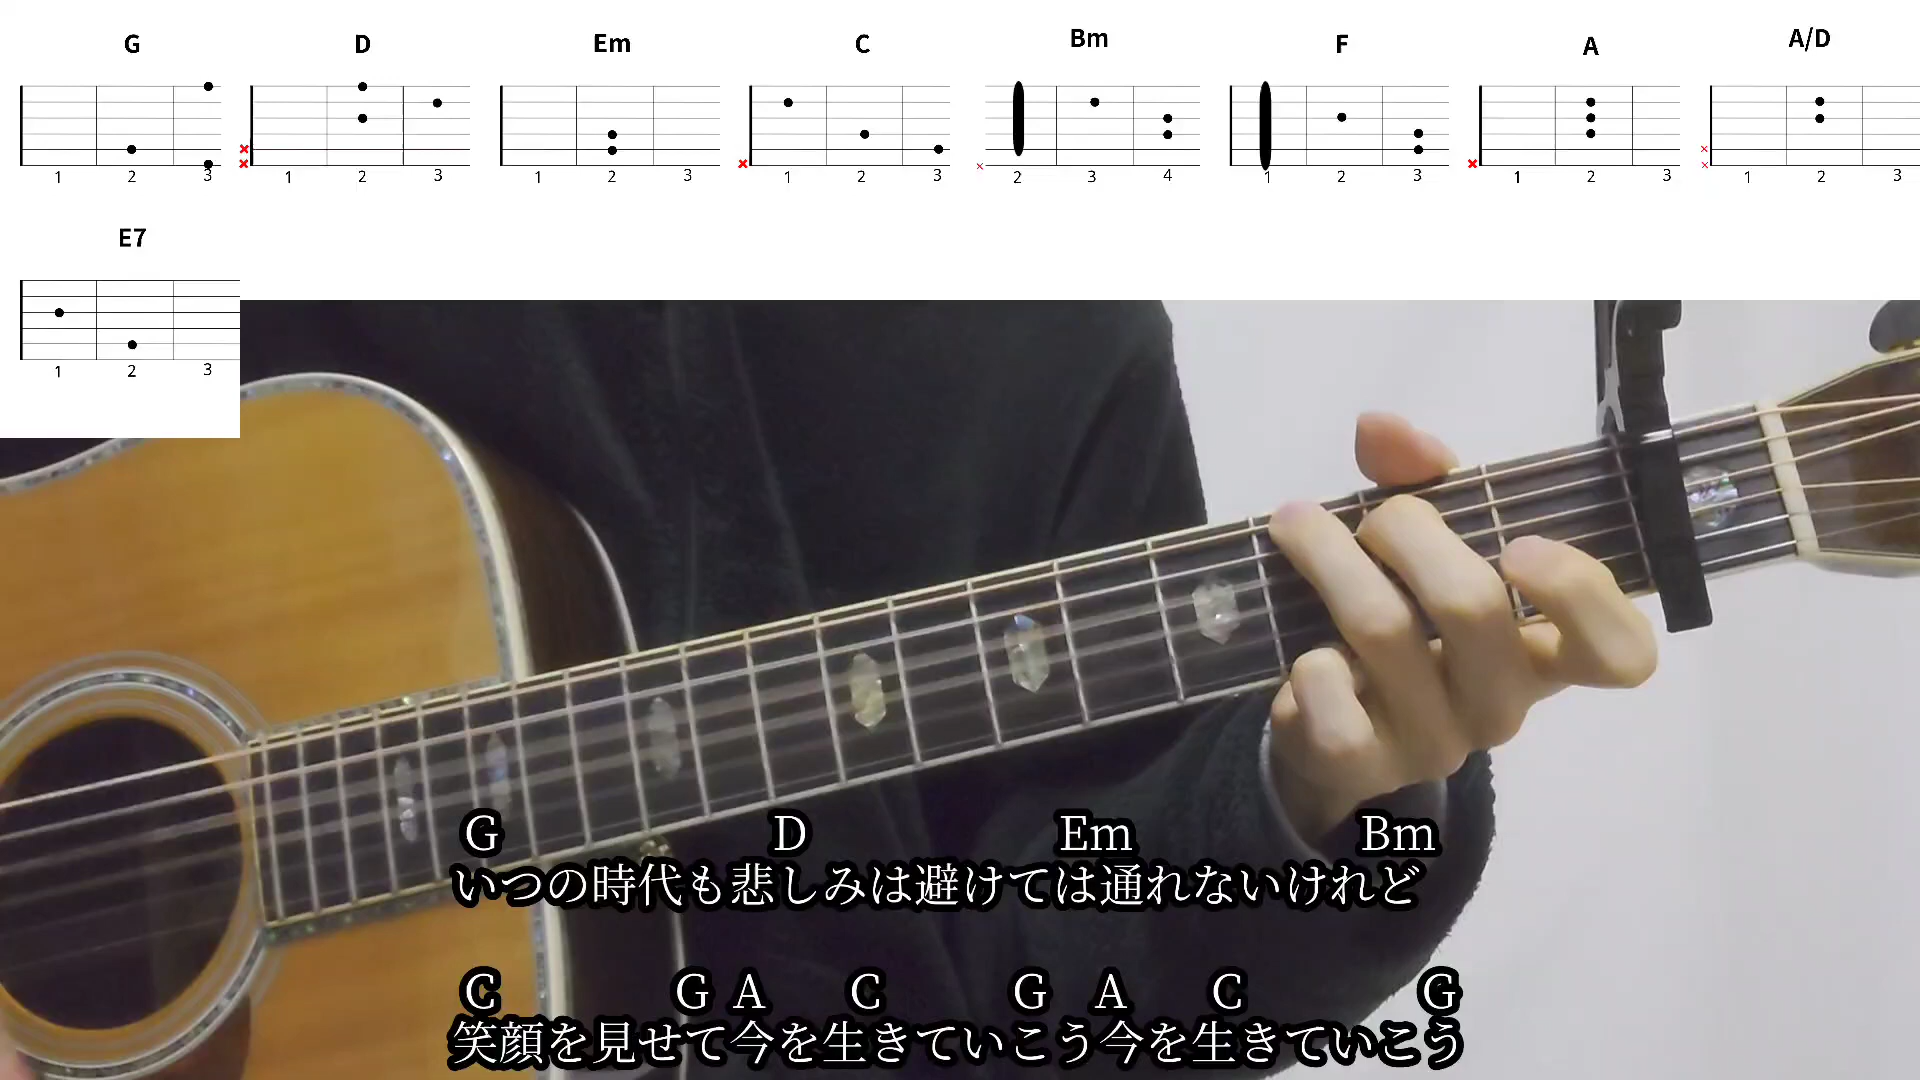 G D Em C Bm F A A/D
× × × × × × ×
1 2 3 1 2 3 1 2 3 1 2 3 2 3 4 1 2 3 1 2 3 1 2 3
E7
1 2 3
G D Em Bm
いつの時代も悲しみは避けては通れないけれど
C G A C G A C G
笑顔を見せて今を生きていこう今を生きていこう